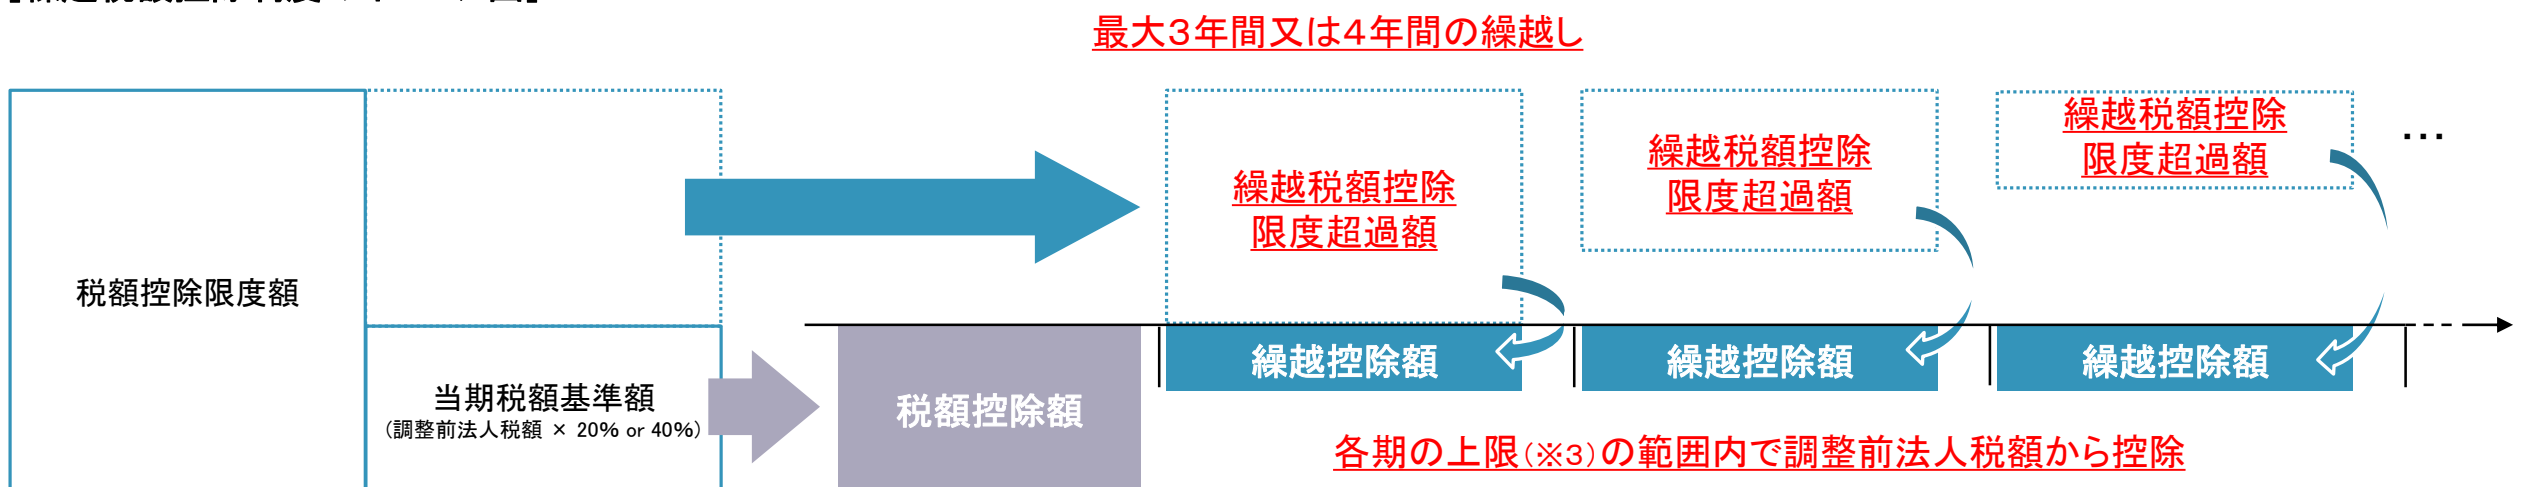 最大3年間又は4年間の繰越し
繰越税額控除
限度超過額
繰越税額控除
限度超過額
繰越税額控除
限度超過額
…
税額控除限度額
当期税額基準額
(調整前法人税額 × 20% or 40%)
税額控除額
繰越控除額
繰越控除額
繰越控除額
各期の上限(※3)の範囲内で調整前法人税額から控除